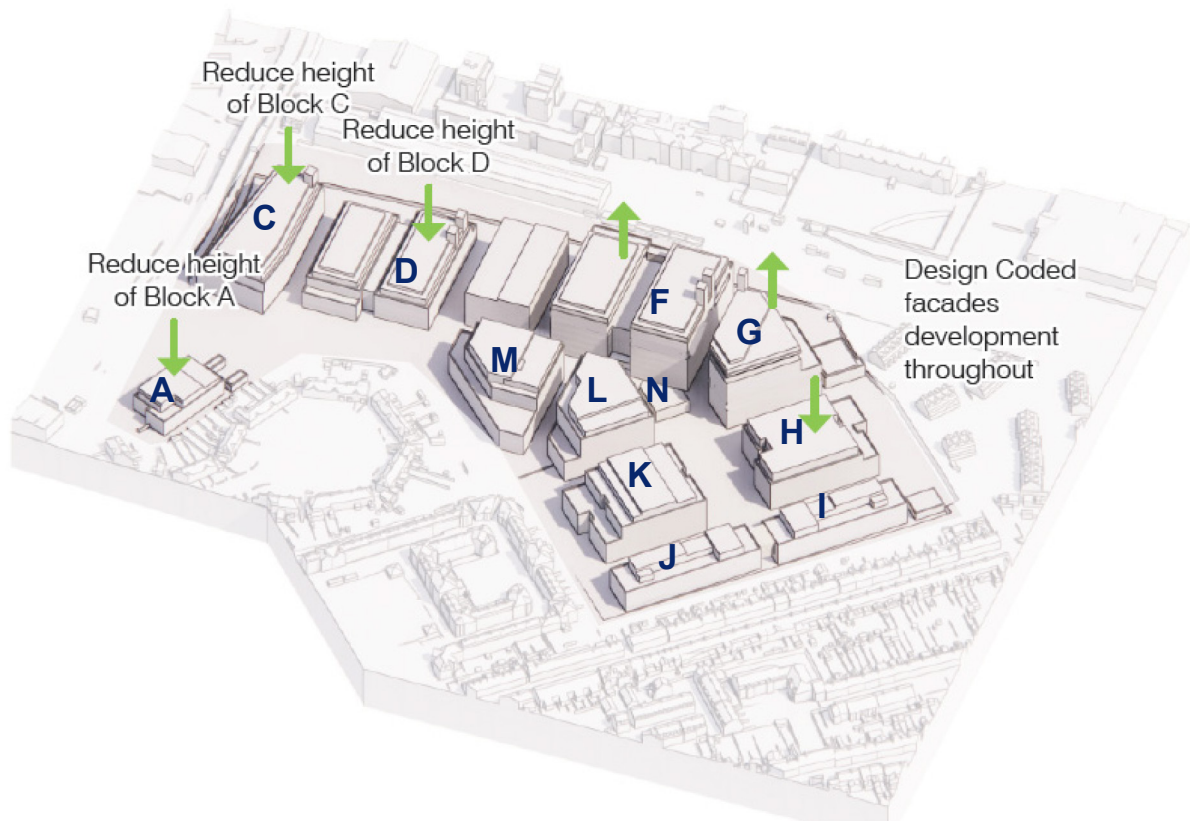 Reduce height
of Block C
Reduce height
of Block D
C
D
Reduce height
of Block A
Design Coded
facades
development
throughout
F
G
M
A
L
N
H
K
I
J